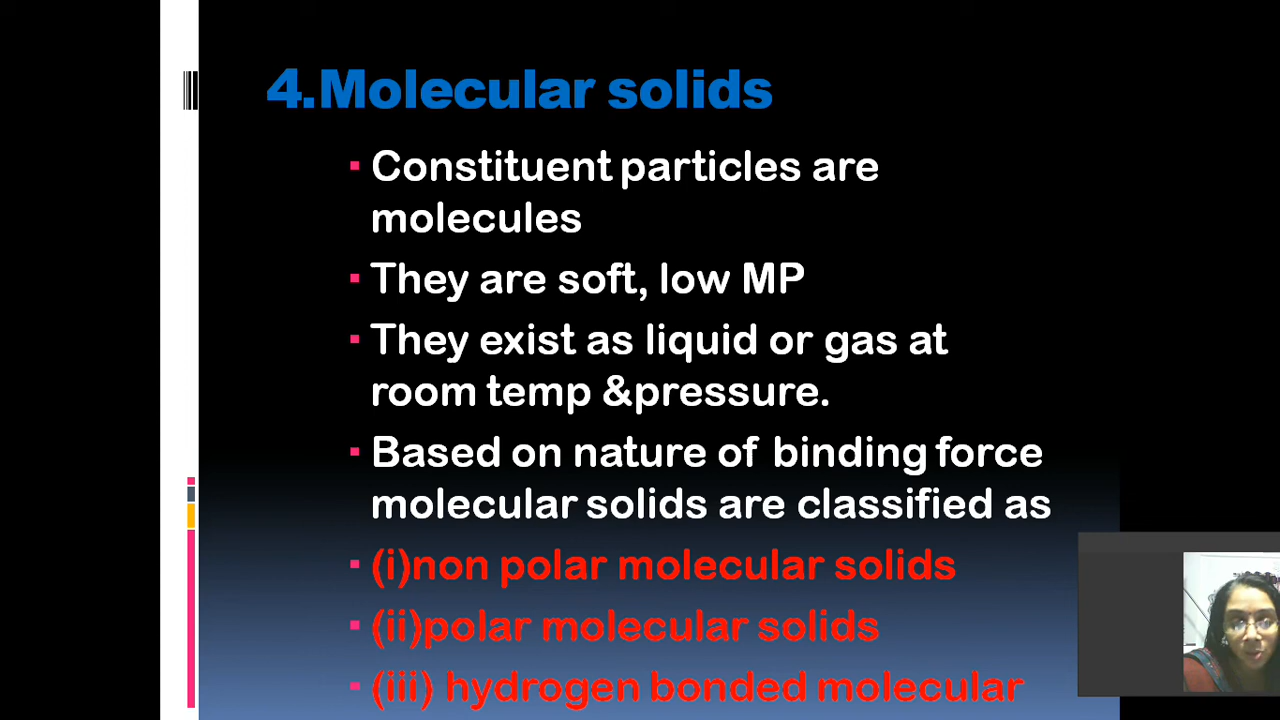 4.Molecular solids
Constituent particles are
molecules
They are soft, low MP
They exist as liquid or gas at
room temp &pressure.
Based on nature of binding force
molecular solids are classified as
(i)non polar molecular solids
(ii)polar molecular solids
(iii) hydrogen bonded molecular